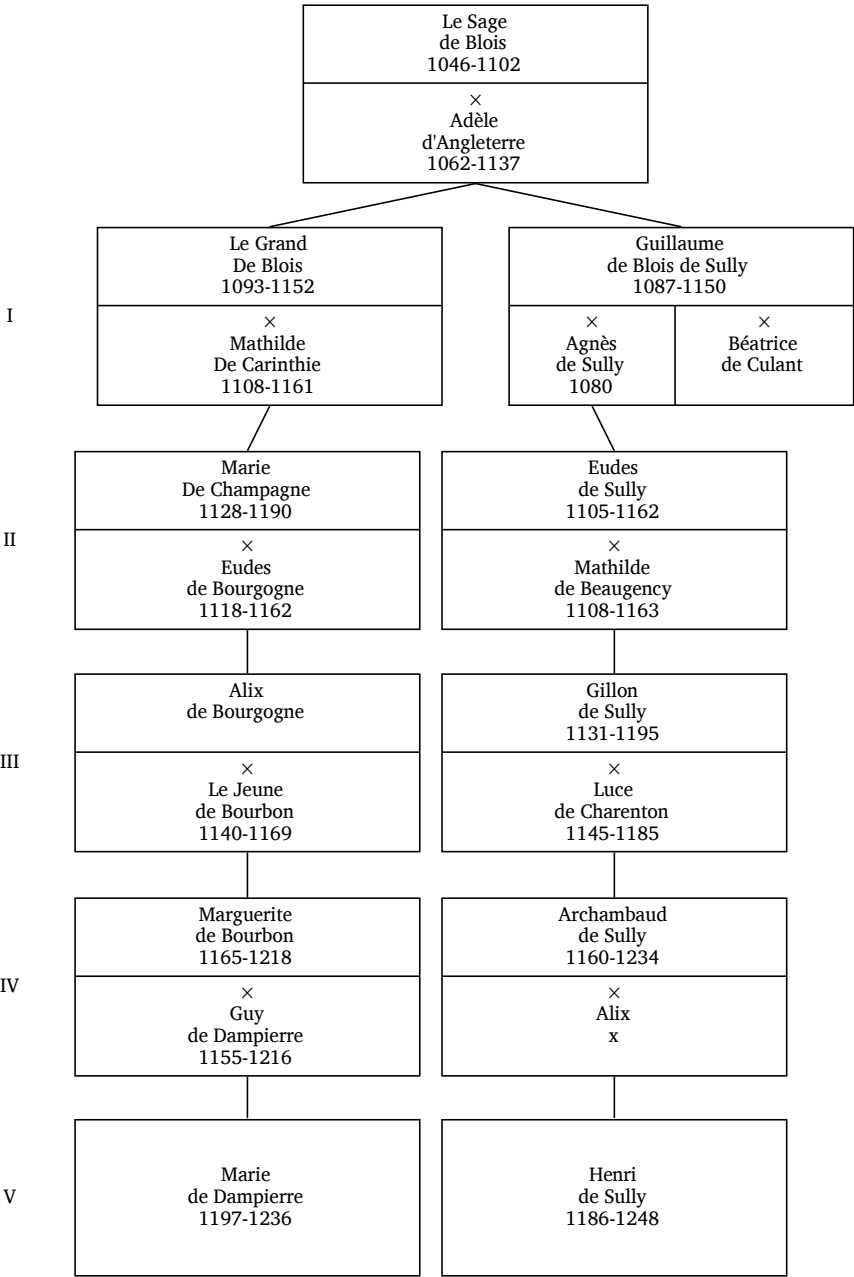 Le Sage
de Blois
1046-1102
×
Adèle
d'Angleterre
1062-1137
I
Le Grand
De Blois
1093-1152
×
Mathilde
De Carinthie
1108-1161
Guillaume
de Blois de Sully
1087-1150
×
Agnès
de Sully
1080
×
Béatrice
de Culant
II
Marie
De Champagne
1128-1190
×
Eudes
de Bourgogne
1118-1162
Eudes
de Sully
1105-1162
×
Mathilde
de Beaugency
1108-1163
III
Alix
de Bourgogne
×
Le Jeune
de Bourbon
1140-1169
Gillon
de Sully
1131-1195
×
Luce
de Charenton
1145-1185
IV
Marguerite
de Bourbon
1165-1218
×
Guy
de Dampierre
1155-1216
Archambaud
de Sully
1160-1234
×
Alix
x
V
Marie
de Dampierre
1197-1236
Henri
de Sully
1186-1248